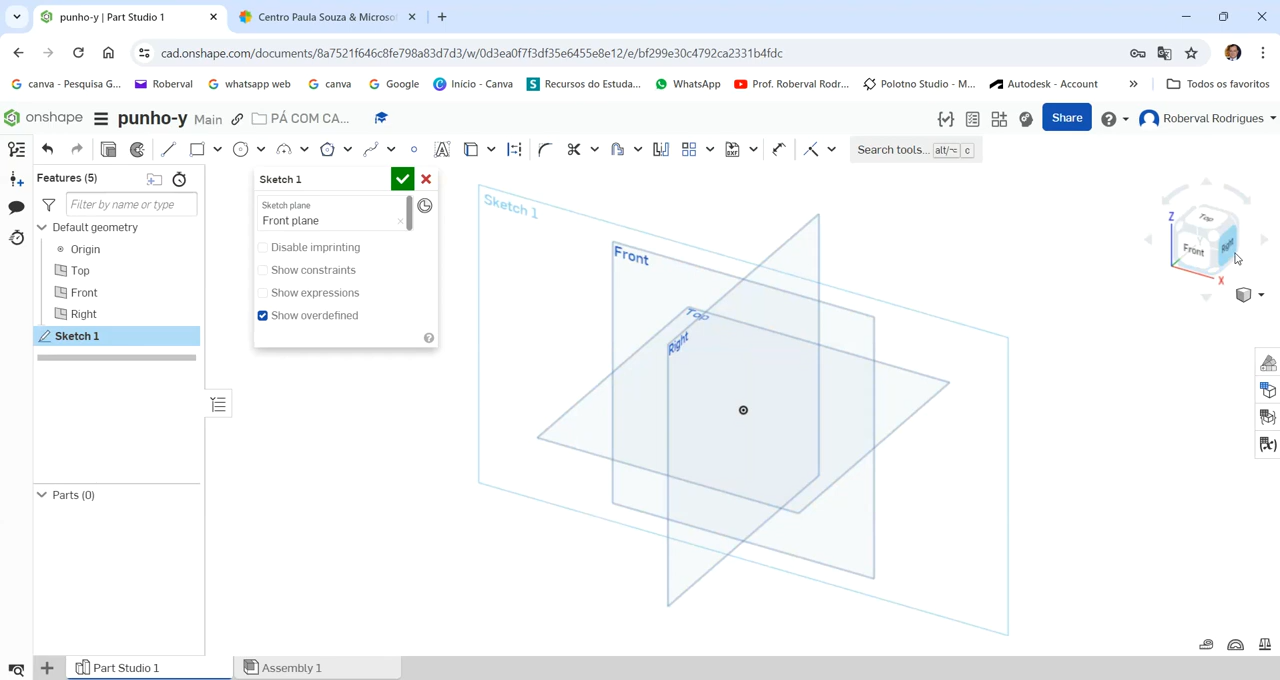 punho-y | Part Studio 1
Centro Paula Souza & Microsof
cad.onshape.com/documents/8a7521f646c8fe798a83d7d3/w/0d3ea0f7f3df35e6455e8e12/e/bf299e30c4792ca2331b4fdc
canva - Pesquisa G...
Roberval
whatsapp web
canva
Google
Início - Canva
Recursos do Estuda...
WhatsApp
Prof. Roberval Rodr...
Polotno Studio - M...
Autodesk - Account
Todos os favoritos
onshape
punho-y Main
PÁ COM CA...
Share
Roberval Rodrigues
Search tools... alt/⌥ c
Features (5)
Filter by name or type
Default geometry
Origin
Top
Front
Right
Sketch 1
Parts (0)
Sketch 1
Sketch plane
Front plane
Disable imprinting
Show constraints
Show expressions
Show overdefined
Sketch 1
Front
Top
Right
Z
Top
Front
Right
X
Part Studio 1
Assembly 1